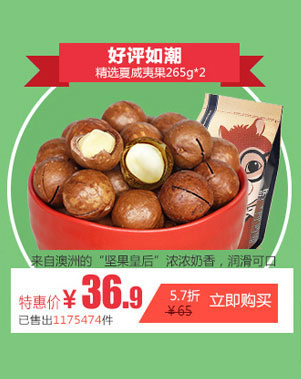 好评如潮
精选夏威夷果265g*2
来自澳洲的“坚果皇后”浓浓奶香，润滑可口
特惠价¥36.9
5.7折
¥65
立即购买
已售出1175474件